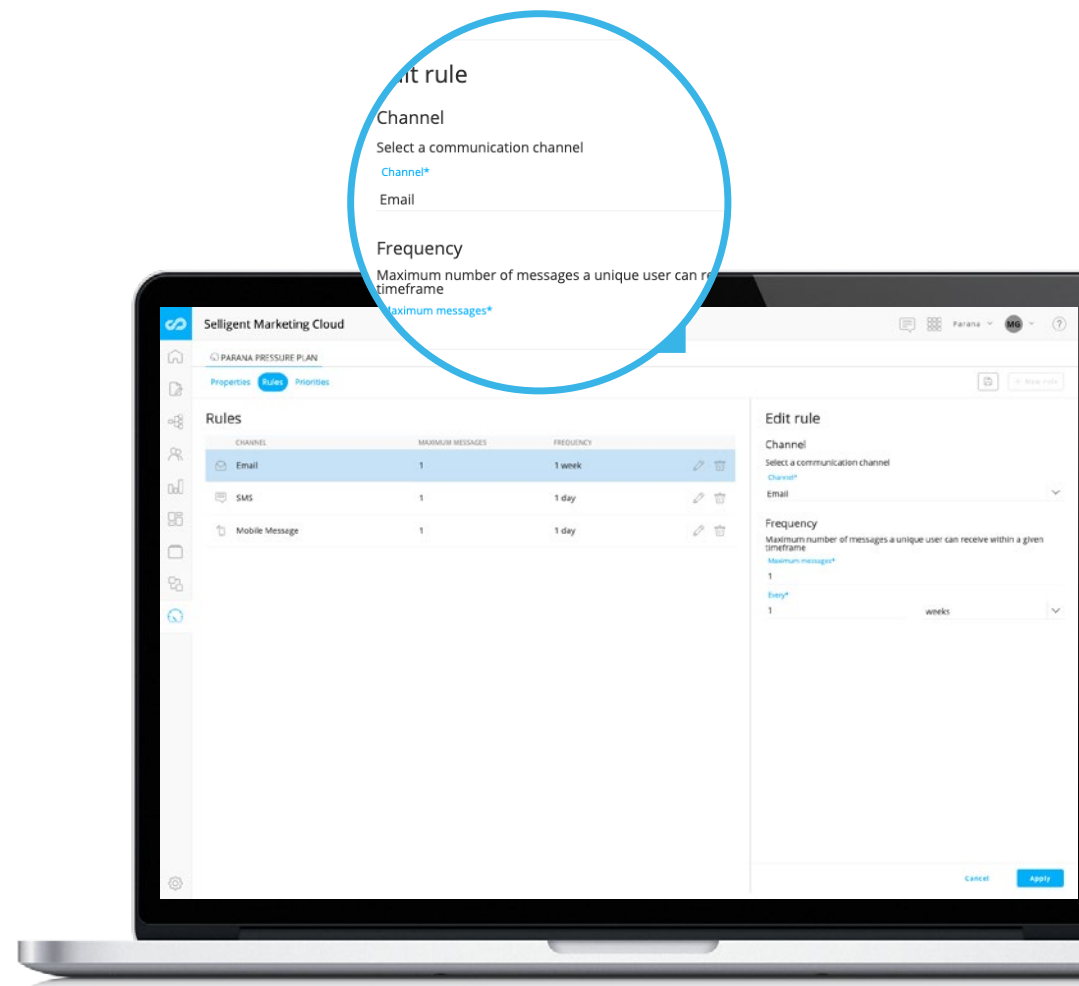 it rule
Channel
Select a communication channel
Channel*
Email
Frequency
Maximum number of messages a unique user can re
timeframe
aximum messages*
Selligent Marketing Cloud
Parana
MG
?
PARANA PRESSURE PLAN
Properties Rules Priorities
New rule
Rules
CHANNEL MAXIMUM MESSAGES FREQUENCY
Email 1 1 week
SMS 1 1 day
Mobile Message 1 1 day
Edit rule
Channel
Select a communication channel
Channel*
Email
Frequency
Maximum number of messages a unique user can receive within a given
timeframe
Maximum messages*
1
Every*
1 weeks
Cancel Apply